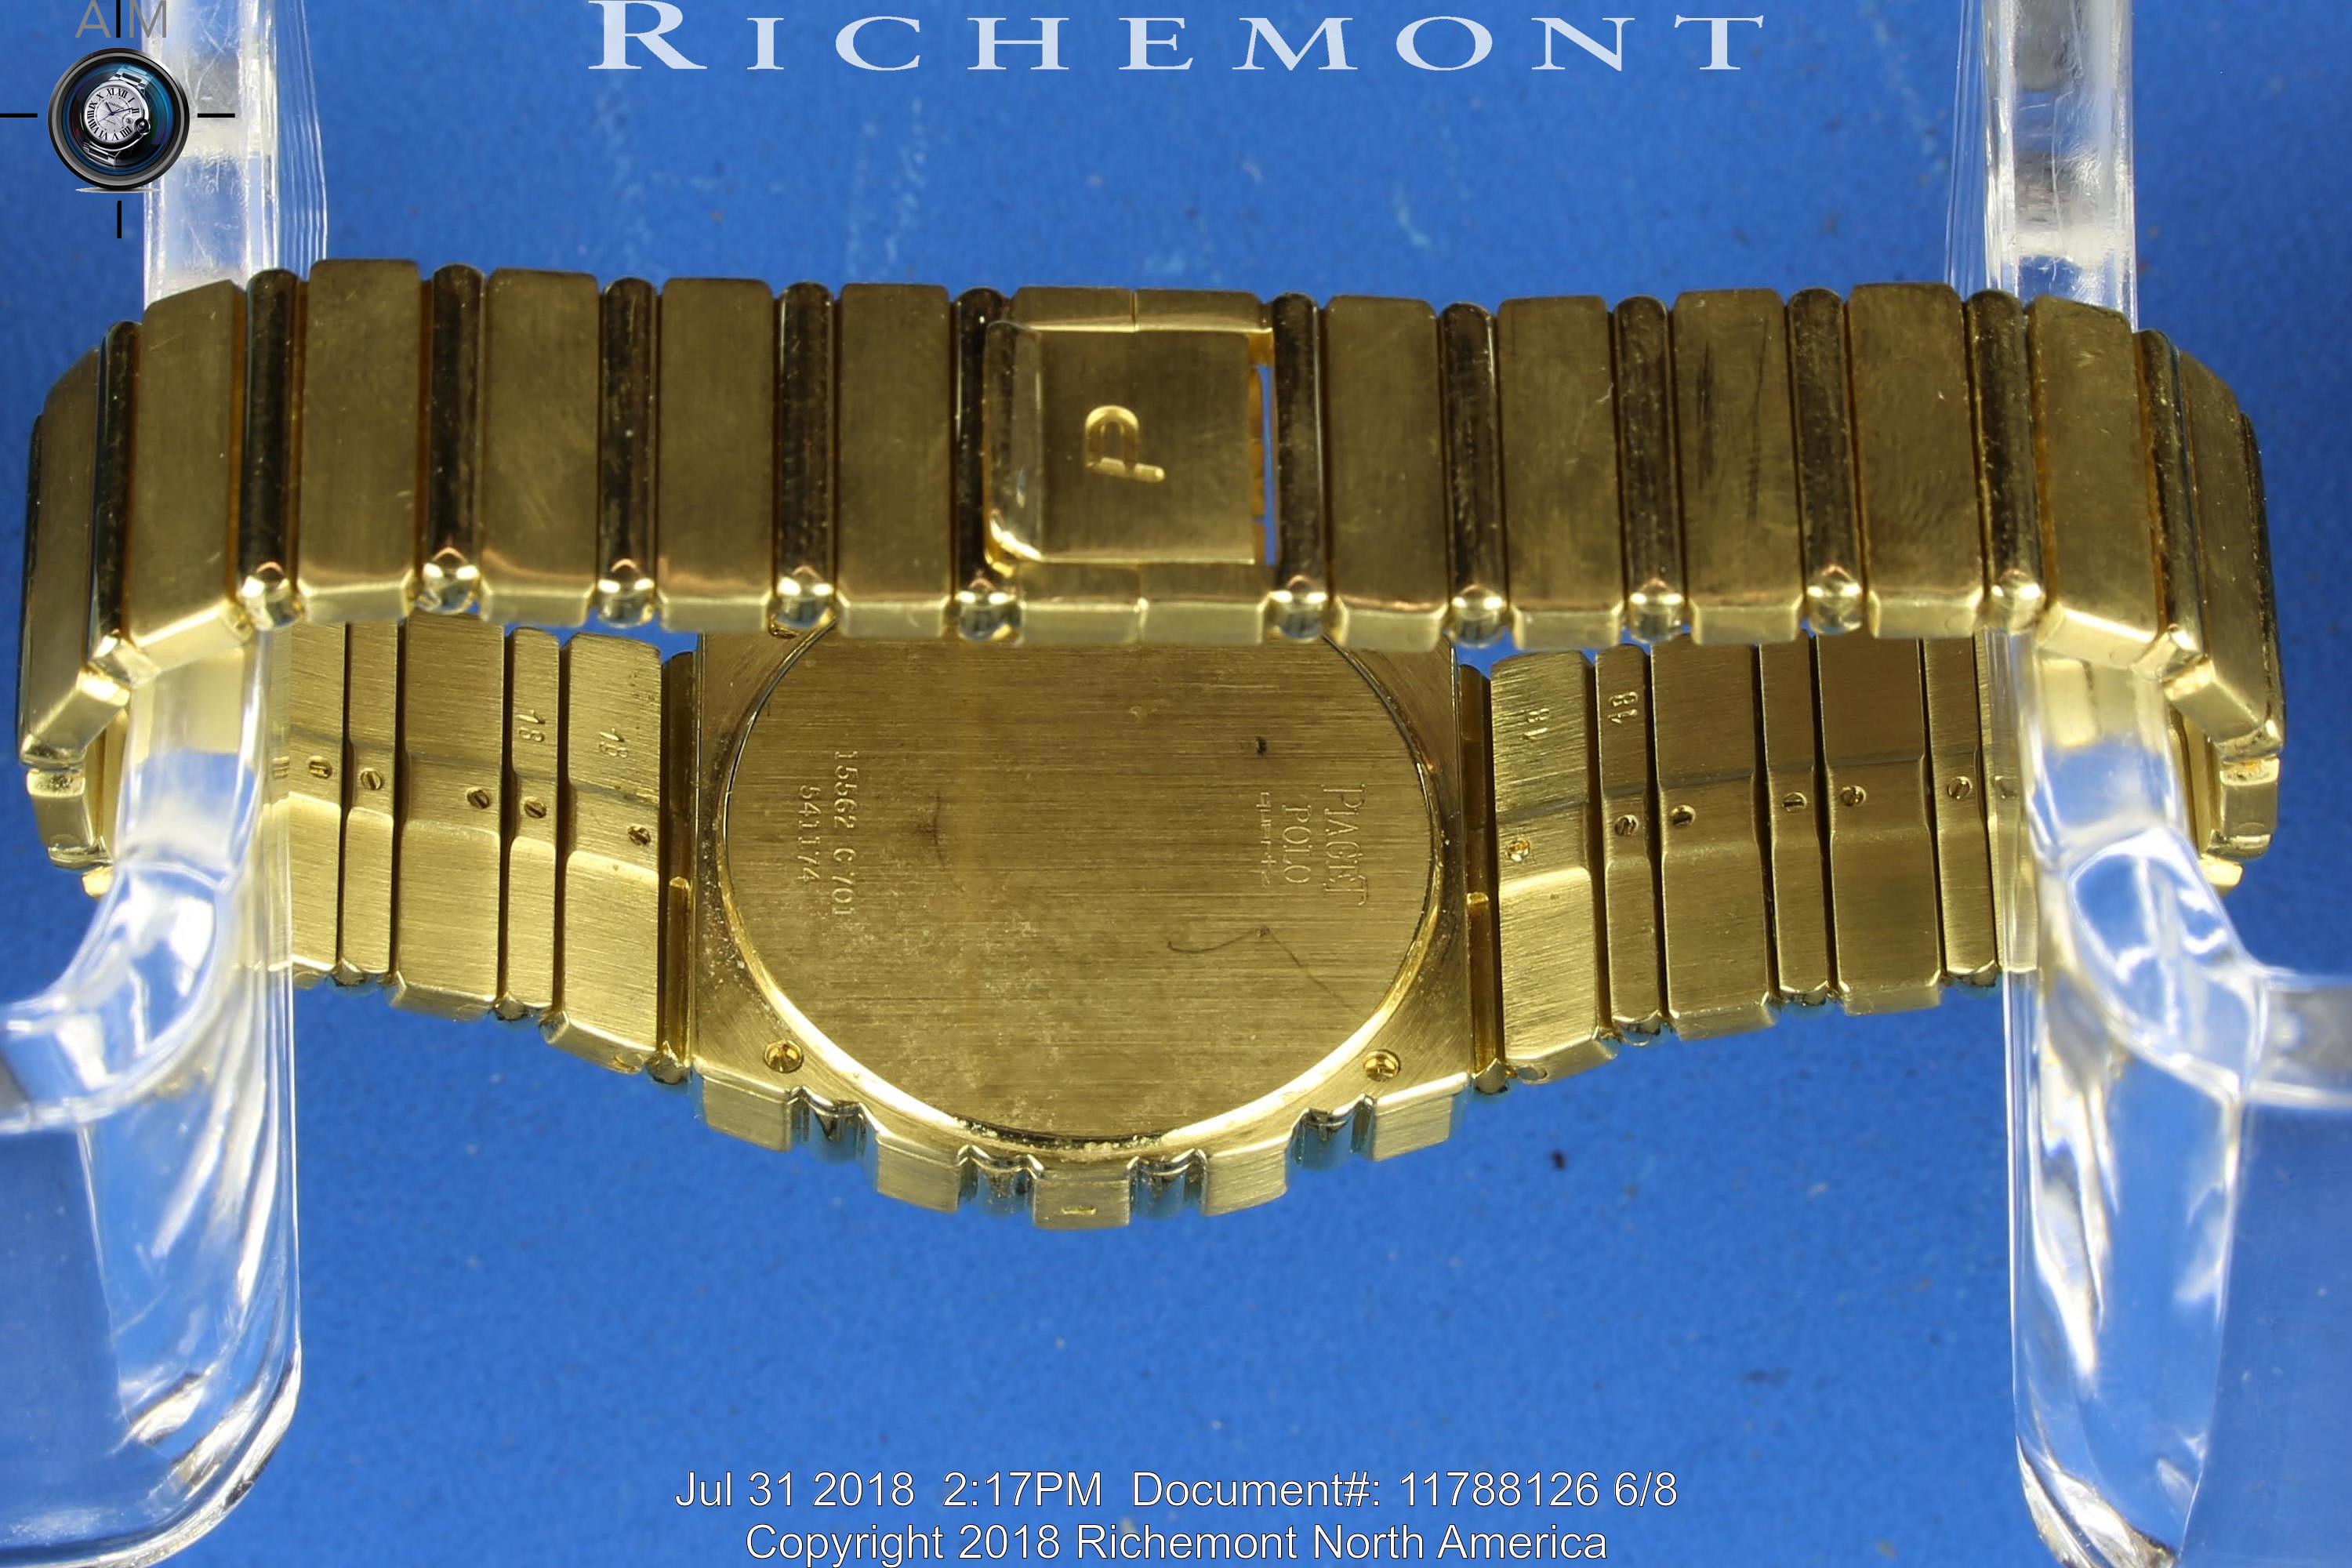 AIM
RICHEMONT
P
18
18
18
18
PIAGET
POLO
quartz
15562 C 701
541174
Jul 31 2018 2:17PM Document#: 11788126 6/8
Copyright 2018 Richemont North America